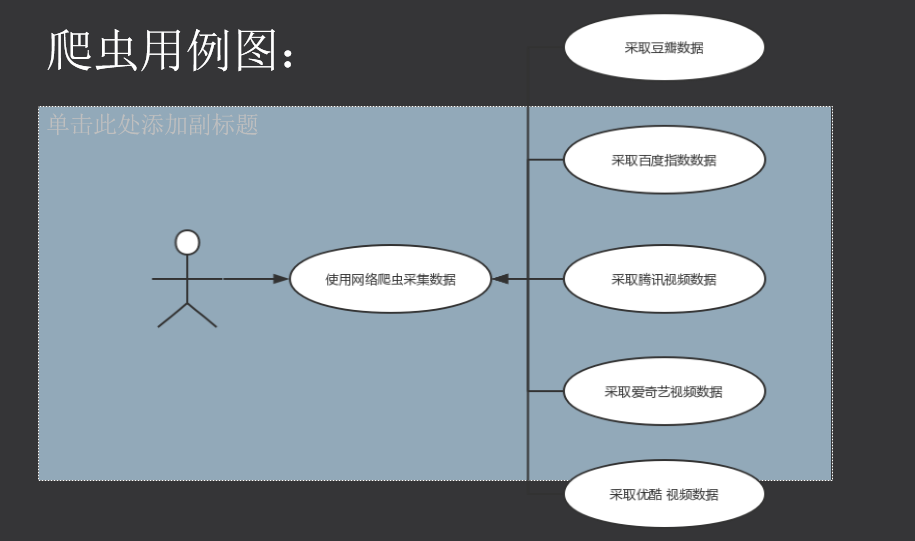 爬虫用例图：
采取豆瓣数据
单击此处添加副标题
采取百度指数数据
使用网络爬虫采集数据
采取腾讯视频数据
采取爱奇艺视频数据
采取优酷 视频数据